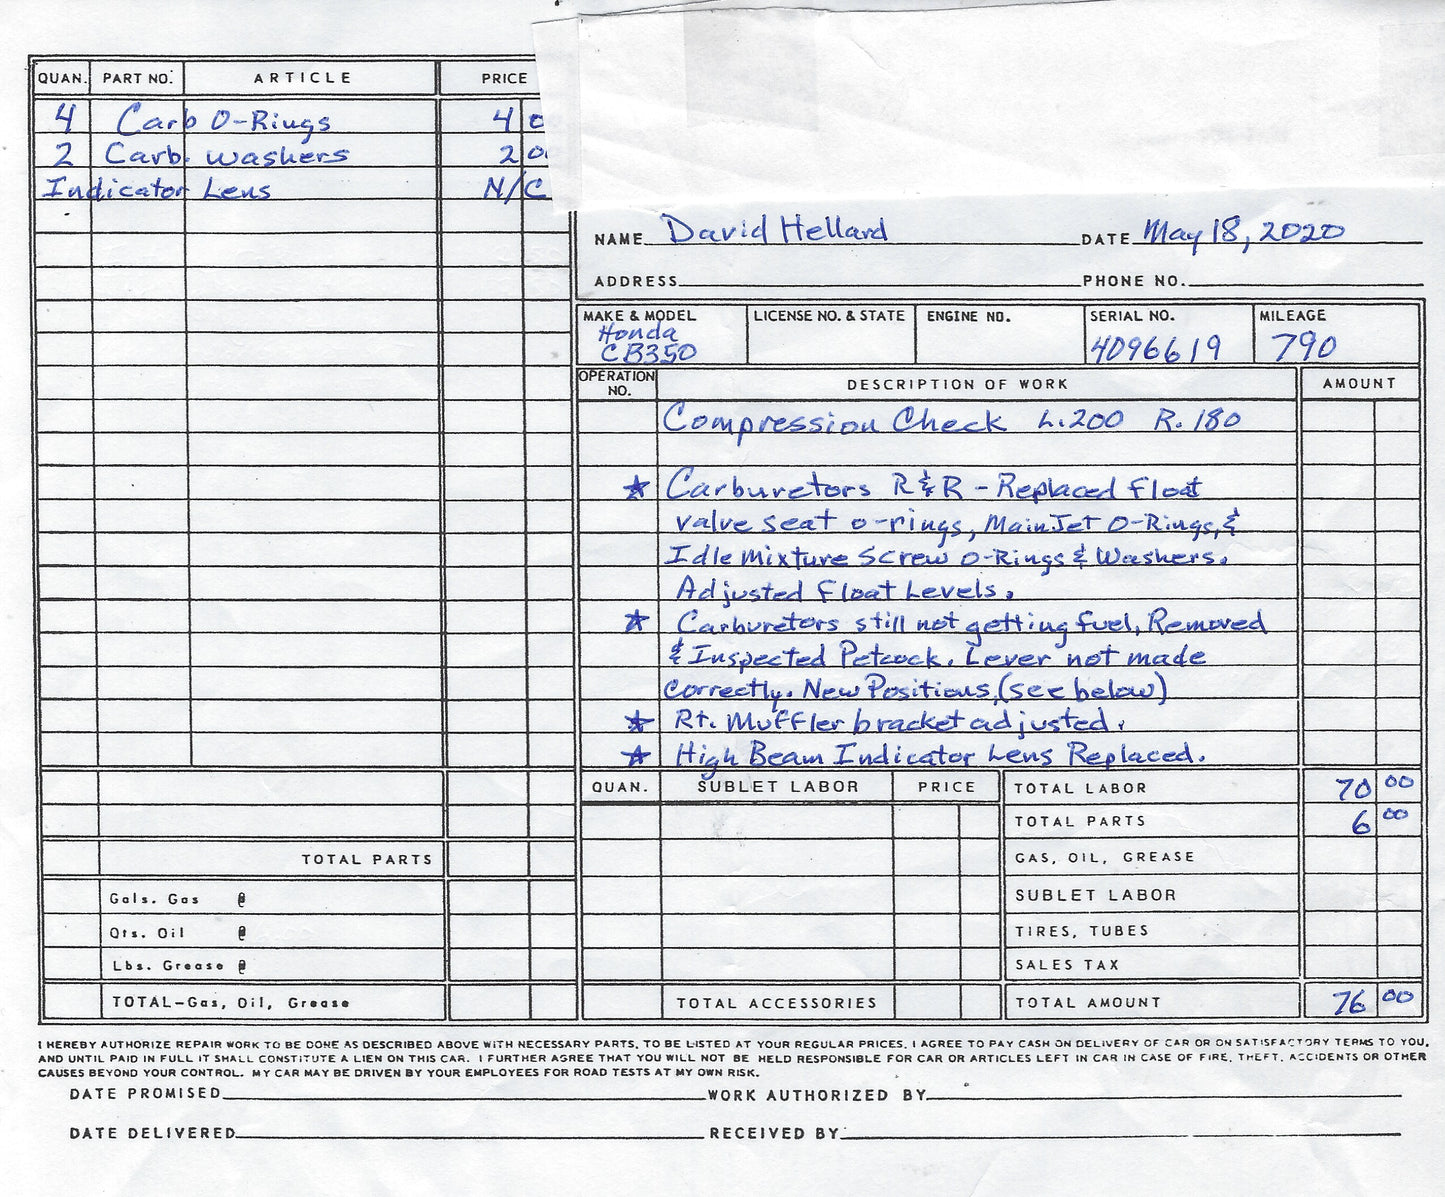 QUAN. PART NO. ARTICLE PRICE
4 Carb O-Rings 4
2 Carb. washers 2
Indicator Lens N/C
TOTAL PARTS
Gals. Gas @
Qts. Oil @
Lbs. Grease @
TOTAL-Gas, Oil, Grease
NAME David Hellard DATE May 18, 2020
ADDRESS PHONE NO.
MAKE & MODEL LICENSE NO. & STATE ENGINE NO. SERIAL NO. MILEAGE
Honda
CB350 4096619 790
OPERATION NO. DESCRIPTION OF WORK AMOUNT
Compression Check L.200 R.180
★ Carburetors R&R - Replaced Float
valve seat o-rings, Main Jet O-Rings, &
Idle Mixture Screw O-Rings & Washers.
Adjusted Float Levels.
★ Carburetors still not getting fuel, Removed
& Inspected Petcock. Lever not made
Correctly. New Positions, (see below)
★ Rt. Muffler bracket adjusted.
★ High Beam Indicator Lens Replaced.
QUAN. SUBLET LABOR PRICE
TOTAL ACCESSORIES
TOTAL LABOR 70 00
TOTAL PARTS 6 00
GAS, OIL, GREASE
SUBLET LABOR
TIRES, TUBES
SALES TAX
TOTAL AMOUNT 76 00
I HEREBY AUTHORIZE REPAIR WORK TO BE DONE AS DESCRIBED ABOVE WITH NECESSARY PARTS, TO BE LISTED AT YOUR REGULAR PRICES, I AGREE TO PAY CASH ON DELIVERY OF CAR OR ON SATISFACTORY TERMS TO YOU,
AND UNTIL PAID IN FULL IT SHALL CONSTITUTE A LIEN ON THIS CAR. I FURTHER AGREE THAT YOU WILL NOT BE HELD RESPONSIBLE FOR CAR OR ARTICLES LEFT IN CAR IN CASE OF FIRE, THEFT, ACCIDENTS OR OTHER
CAUSES BEYOND YOUR CONTROL. MY CAR MAY BE DRIVEN BY YOUR EMPLOYEES FOR ROAD TESTS AT MY OWN RISK.
DATE PROMISED WORK AUTHORIZED BY
DATE DELIVERED RECEIVED BY